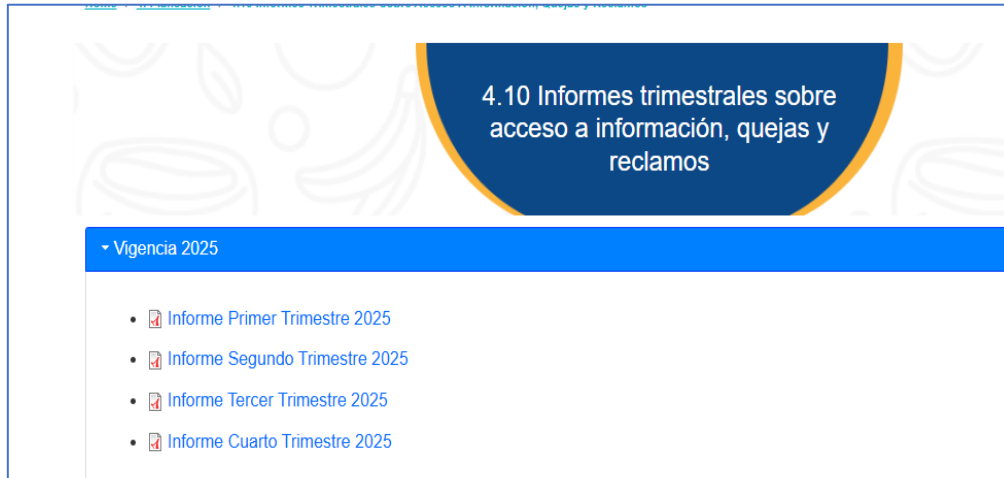 4.10 Informes trimestrales sobre
acceso a información, quejas y
reclamos
Vigencia 2025
Informe Primer Trimestre 2025
Informe Segundo Trimestre 2025
Informe Tercer Trimestre 2025
Informe Cuarto Trimestre 2025